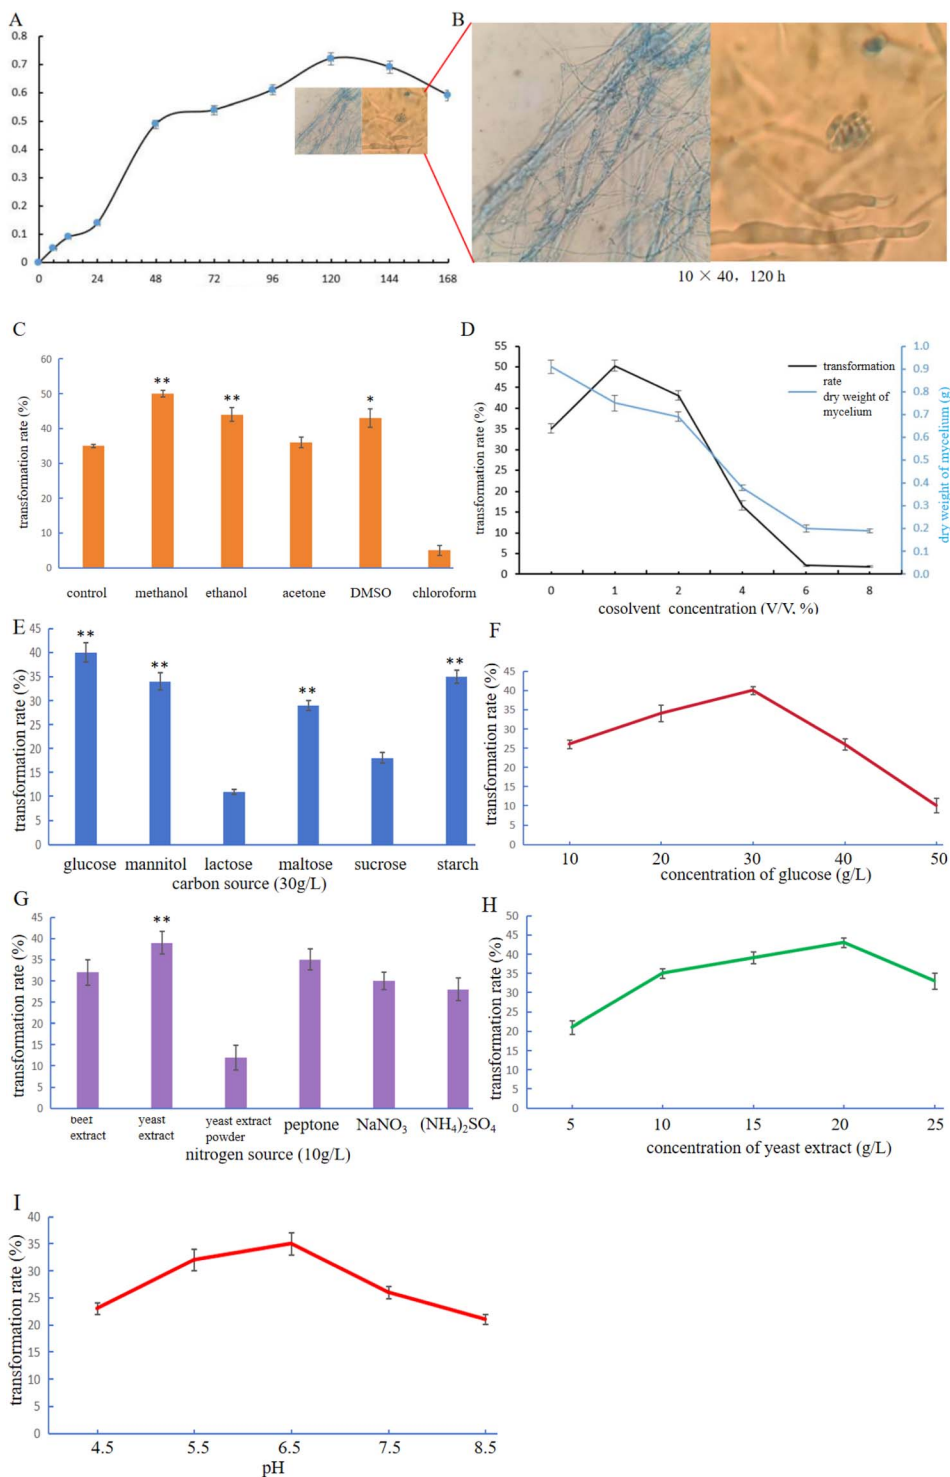 A
0.8
0.7
0.6
0.5
0.4
0.3
0.2
0.1
0
0 24 48 72 96 120 144 168
B
10 × 40, 120 h
C
transformation rate (%)
60
50
40
30
20
10
0
** ** *
control methanol ethanol acetone DMSO chloroform
D
transformation rate (%)
55
50
45
40
35
30
25
20
15
10
5
0
transformation
rate
dry weight of
mycelium
1.0
0.9
0.8
0.7
0.6
0.5
0.4
0.3
0.2
0.1
0.0
dry weight of mycelium (g)
0 1 2 4 6 8
cosolvent concentration (V/V, %)
E
transformation rate (%)
45
40
35
30
25
20
15
10
5
0
** ** ** **
glucose mannitol lactose maltose sucrose starch
carbon source (30g/L)
F
transformation rate (%)
45
40
35
30
25
20
15
10
5
0
10 20 30 40 50
concentration of glucose (g/L)
G
transformation rate (%)
45
40
35
30
25
20
15
10
5
0
**
beer extract
yeast extract
yeast extract powder
peptone NaNO3 (NH4)2SO4
nitrogen source (10g/L)
H
transformation rate (%)
50
45
40
35
30
25
20
15
10
5
0
5 10 15 20 25
concentration of yeast extract (g/L)
I
transformation rate (%)
40
35
30
25
20
15
10
5
0
4.5 5.5 6.5 7.5 8.5
pH